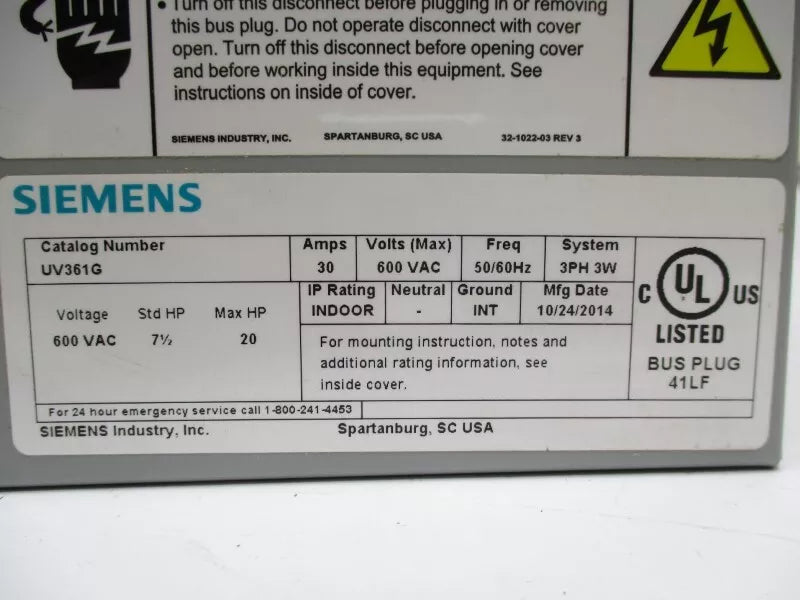 • Turn off this disconnect before plugging in or removing
this bus plug. Do not operate disconnect with cover
open. Turn off this disconnect before opening cover
and before working inside this equipment. See
instructions on inside of cover.
SIEMENS INDUSTRY, INC. SPARTANBURG, SC USA 32-1022-03 REV 3
SIEMENS
Catalog Number Amps Volts (Max) Freq System
UV361G 30 600 VAC 50/60Hz 3PH 3W
IP Rating Neutral Ground Mfg Date
INDOOR - INT 10/24/2014
Voltage Std HP Max HP
600 VAC 7½ 20
For mounting instruction, notes and
additional rating information, see
inside cover.
C UL US
LISTED
BUS PLUG
41LF
For 24 hour emergency service call 1-800-241-4453
SIEMENS Industry, Inc. Spartanburg, SC USA